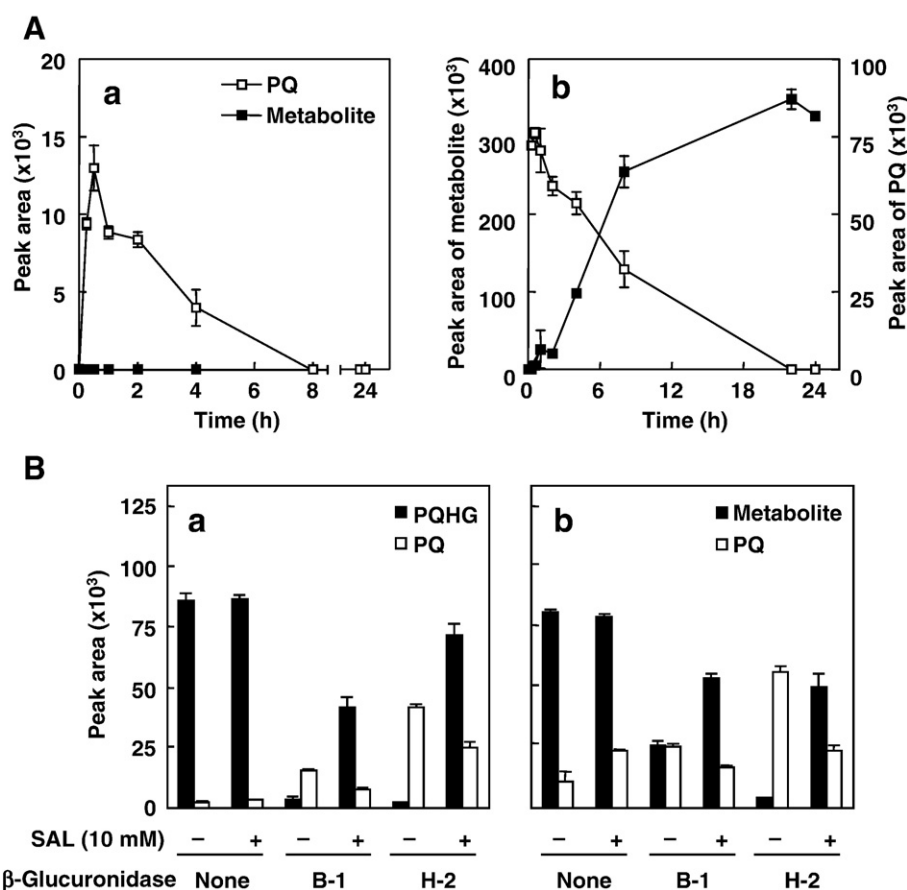 A
a
PQ
Metabolite
Peak area (x10³)
20
15
10
5
0
0 2 4 6 8 24
Time (h)
b
Peak area of metabolite (x10³)
400
300
200
100
0
Peak area of PQ (x10³)
100
75
50
25
0
0 6 12 18 24
Time (h)
B
a
PQHG
PQ
Peak area (x10³)
125
100
75
50
25
0
b
Metabolite
PQ
SAL (10 mM) – + – + – + – + – + – +
β-Glucuronidase None B-1 H-2 None B-1 H-2